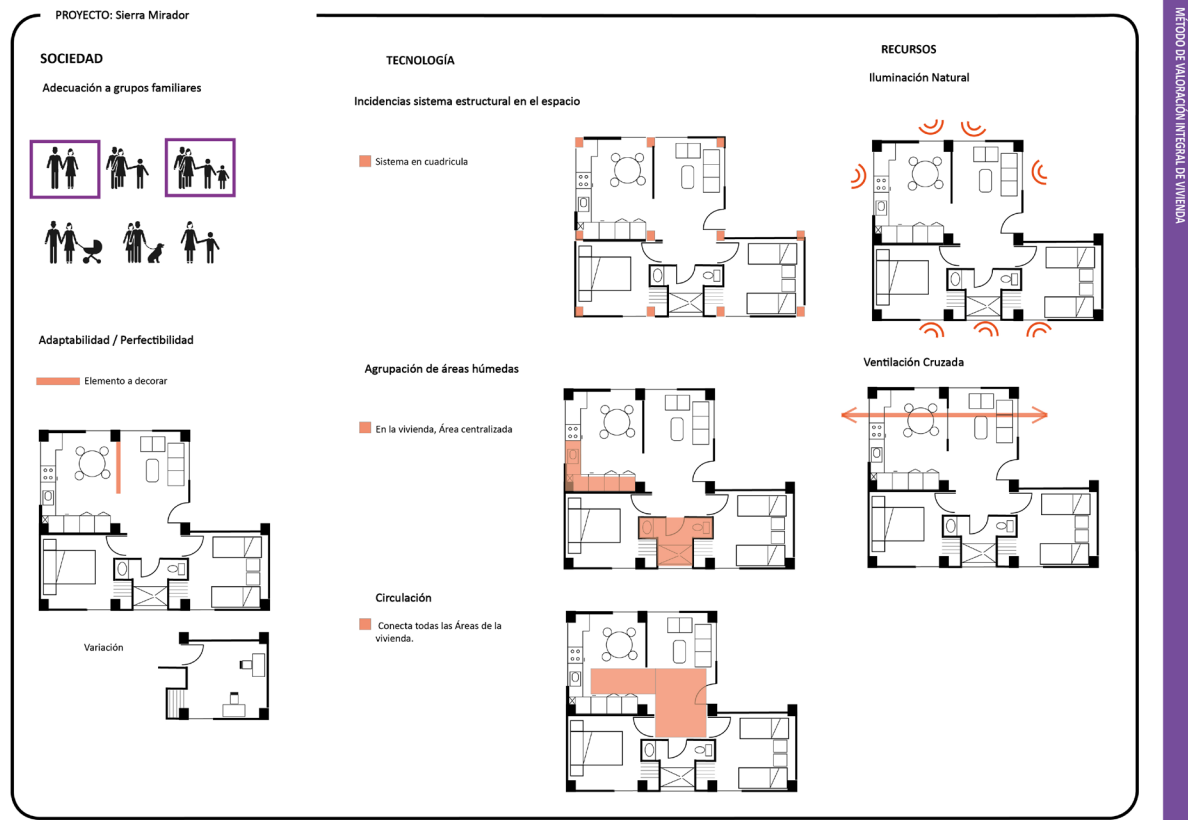 PROYECTO: Sierra Mirador
SOCIEDAD
Adecuación a grupos familiares
Adaptabilidad / Perfectibilidad
Elemento a decorar
Variación
TECNOLOGÍA
Incidencias sistema estructural en el espacio
Sistema en cuadricula
Agrupación de áreas húmedas
En la vivienda, Área centralizada
Circulación
Conecta todas las Áreas de la
vivienda.
RECURSOS
Iluminación Natural
Ventilación Cruzada
MÉTODO DE VALORACIÓN INTEGRAL DE VIVIENDA